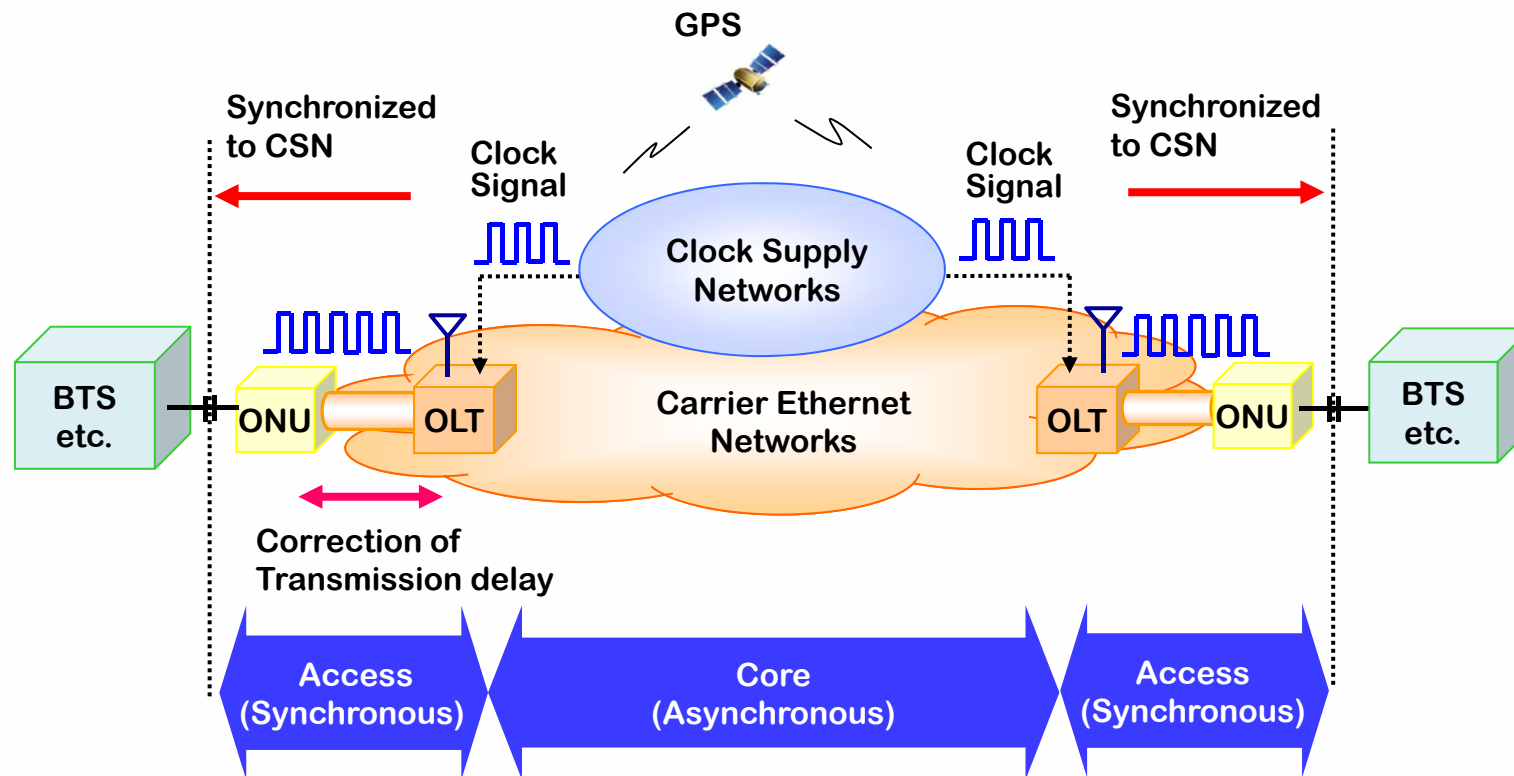 GPS
Synchronized
to CSN
Clock
Signal
Clock
Signal
Synchronized
to CSN
Clock Supply
Networks
BTS
etc.
ONU
OLT
Carrier Ethernet
Networks
OLT
ONU
BTS
etc.
Correction of
Transmission delay
Access
(Synchronous)
Core
(Asynchronous)
Access
(Synchronous)